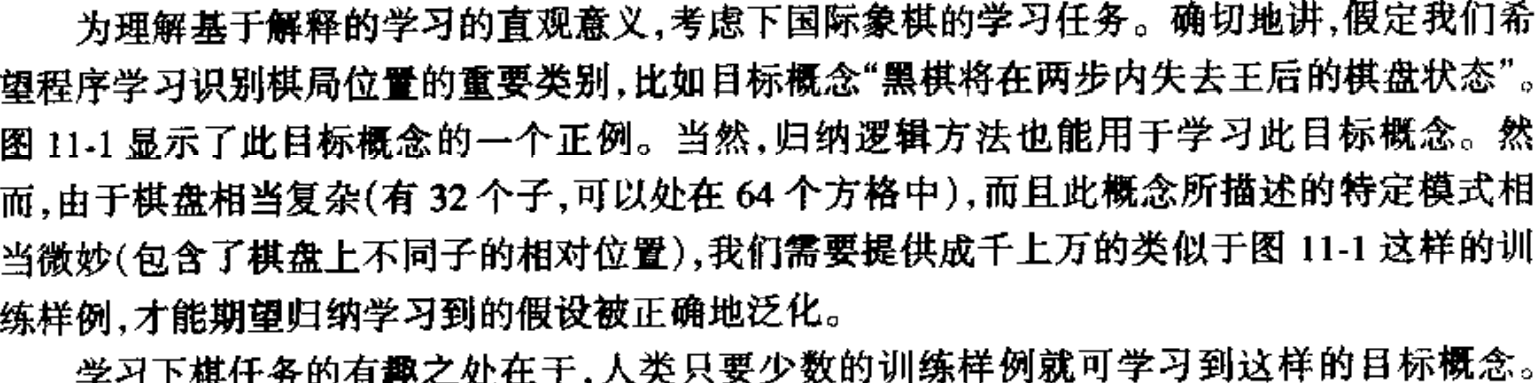 为理解基于解释的学习的直观意义,考虑下国际象棋的学习任务。确切地讲,假定我们希
望程序学习识别棋局位置的重要类别,比如目标概念“黑棋将在两步内失去王后的棋盘状态”。
图 11-1 显示了此目标概念的一个正例。当然,归纳逻辑方法也能用于学习此目标概念。然
而,由于棋盘相当复杂(有 32 个子,可以处在 64 个方格中),而且此概念所描述的特定模式相
当微妙(包含了棋盘上不同子的相对位置),我们需要提供成千上万的类似于图 11-1 这样的训
练样例,才能期望归纳学习到的假设被正确地泛化。
学习下棋任务的有趣之处在于,人类只要少数的训练样例就可学习到这样的目标概念。